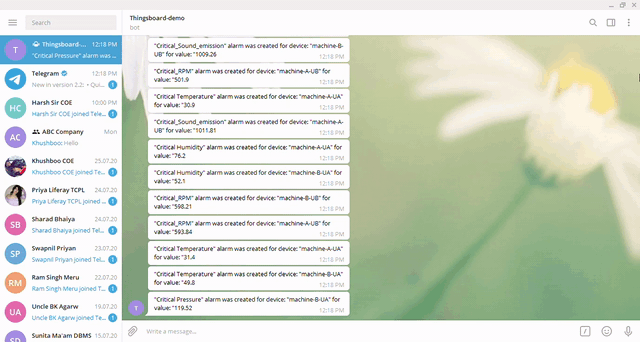 Search
Thingsboard-demo
bot
T
Thingsboard-... 12:18 PM
"Critical Pressure" alarm was ...
Telegram 12:18 PM
New in version 2.2: • Qui... 1
HC
Harsh Sir COE 10:00 PM
Harsh Sir COE joined Tele... 1
AC
ABC Company Mon
Khushboo: Hello
Khushboo COE 25.07.20
Khushboo COE joined Te... 1
Priya Liferay TCPL 24.07.20
Priya Liferay TCPL joined ... 1
SB
Sharad Bhaiya 24.07.20
Sharad Bhaiya joined Tel... 1
SP
Swapnil Priyan 23.07.20
Swapnil Priyan joined Tel... 1
RM
Ram Singh Meru 22.07.20
Ram Singh Meru joined T... 1
UA
Uncle BK Agarw 19.07.20
Uncle BK Agarw joined Te... 1
SD
Sunita Ma'am DBMS 15.07.20
"Critical_Sound_emission" alarm was created for device: "machine-B-
UB" for value: "1009.26
12:18 PM
"Critical_RPM" alarm was created for device: "machine-A-UB" for
value: "501.9
12:18 PM
"Critical Temperature" alarm was created for device: "machine-A-UA"
for value: "30.9
12:18 PM
"Critical_Sound_emission" alarm was created for device: "machine-A-
UB" for value: "1011.81
12:18 PM
"Critical Humidity" alarm was created for device: "machine-A-UA" for
value: "76.2
12:18 PM
"Critical Humidity" alarm was created for device: "machine-B-UA" for
value: "52.1
12:18 PM
"Critical_RPM" alarm was created for device: "machine-B-UB" for
value: "598.21
12:18 PM
"Critical_RPM" alarm was created for device: "machine-A-UB" for
value: "593.84
12:18 PM
"Critical Temperature" alarm was created for device: "machine-A-UA"
for value: "31.4
12:18 PM
"Critical Temperature" alarm was created for device: "machine-B-UA"
for value: "49.8
12:18 PM
"Critical Pressure" alarm was created for device: "machine-B-UA" for
value: "119.52
12:18 PM
T
Write a message...